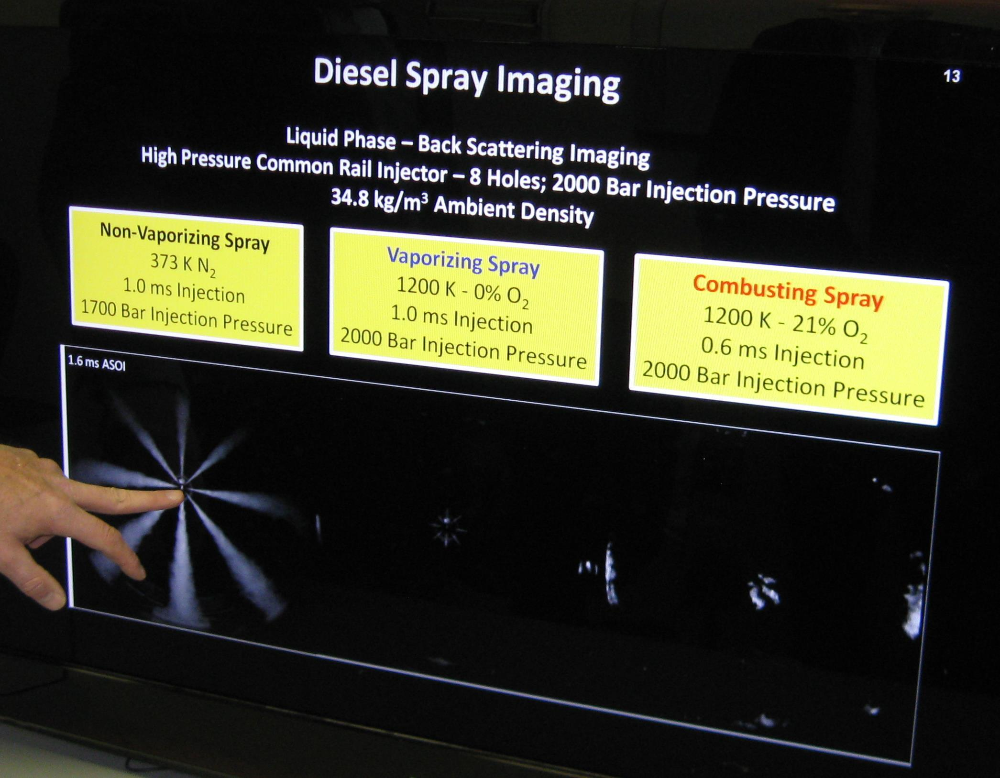 13
Diesel Spray Imaging
Liquid Phase – Back Scattering Imaging
High Pressure Common Rail Injector – 8 Holes; 2000 Bar Injection Pressure
34.8 kg/m³ Ambient Density
Non-Vaporizing Spray
373 K N₂
1.0 ms Injection
1700 Bar Injection Pressure
Vaporizing Spray
1200 K - 0% O₂
1.0 ms Injection
2000 Bar Injection Pressure
Combusting Spray
1200 K - 21% O₂
0.6 ms Injection
2000 Bar Injection Pressure
1.6 ms ASOI